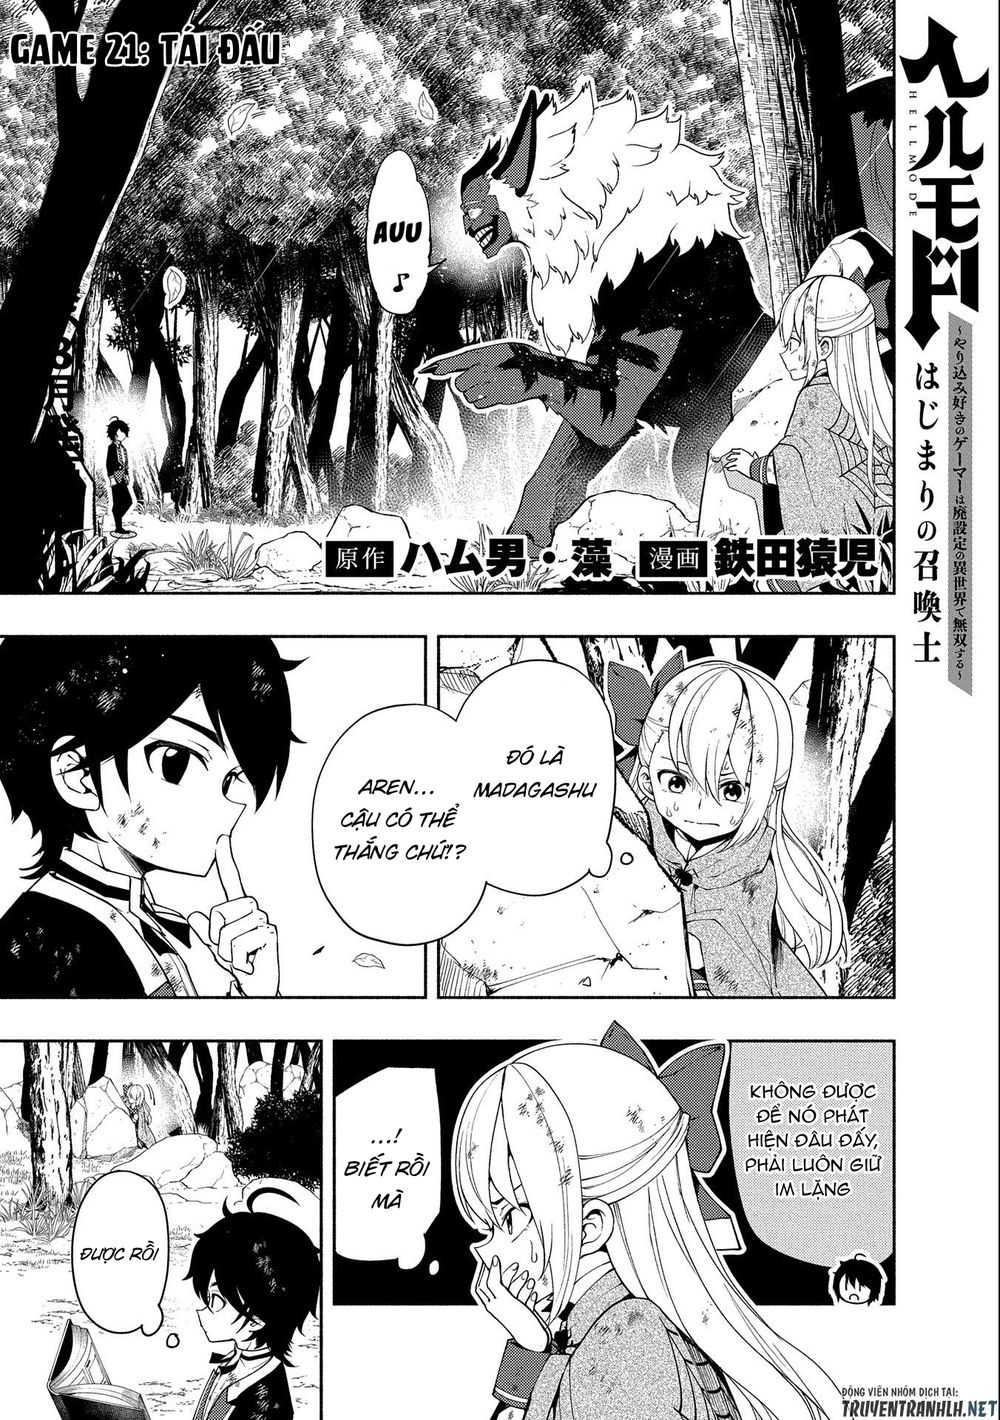 GAME 21: TÁI ĐẤU
ヘルモード
HELLMODE
～やり込み好きのゲーマーは廃設定の異世界で無双する～
はじまりの召喚士
AUU
♪
原作 ハム男・藻 漫画 鉄田猿児
ĐÓ LÀ
MADAGASHU
AREN...
CẬU CÓ THỂ
THẮNG CHỨ!?
KHÔNG ĐƯỢC
ĐỂ NÓ PHÁT
HIỆN ĐÂU ĐẤY,
PHẢI LUÔN GIỮ
IM LẶNG
...!
BIẾT RỒI
MÀ
ĐƯỢC RỒI
ĐỘNG VIÊN NHÓM DỊCH TẠI:
TRUYENTRANHLH.NET